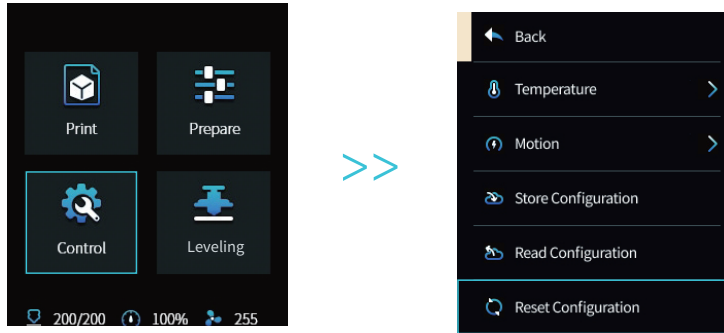 Print Prepare
Control Leveling
200/200 100% 255
>>
Back
Temperature
Motion
Store Configuration
Read Configuration
Reset Configuration